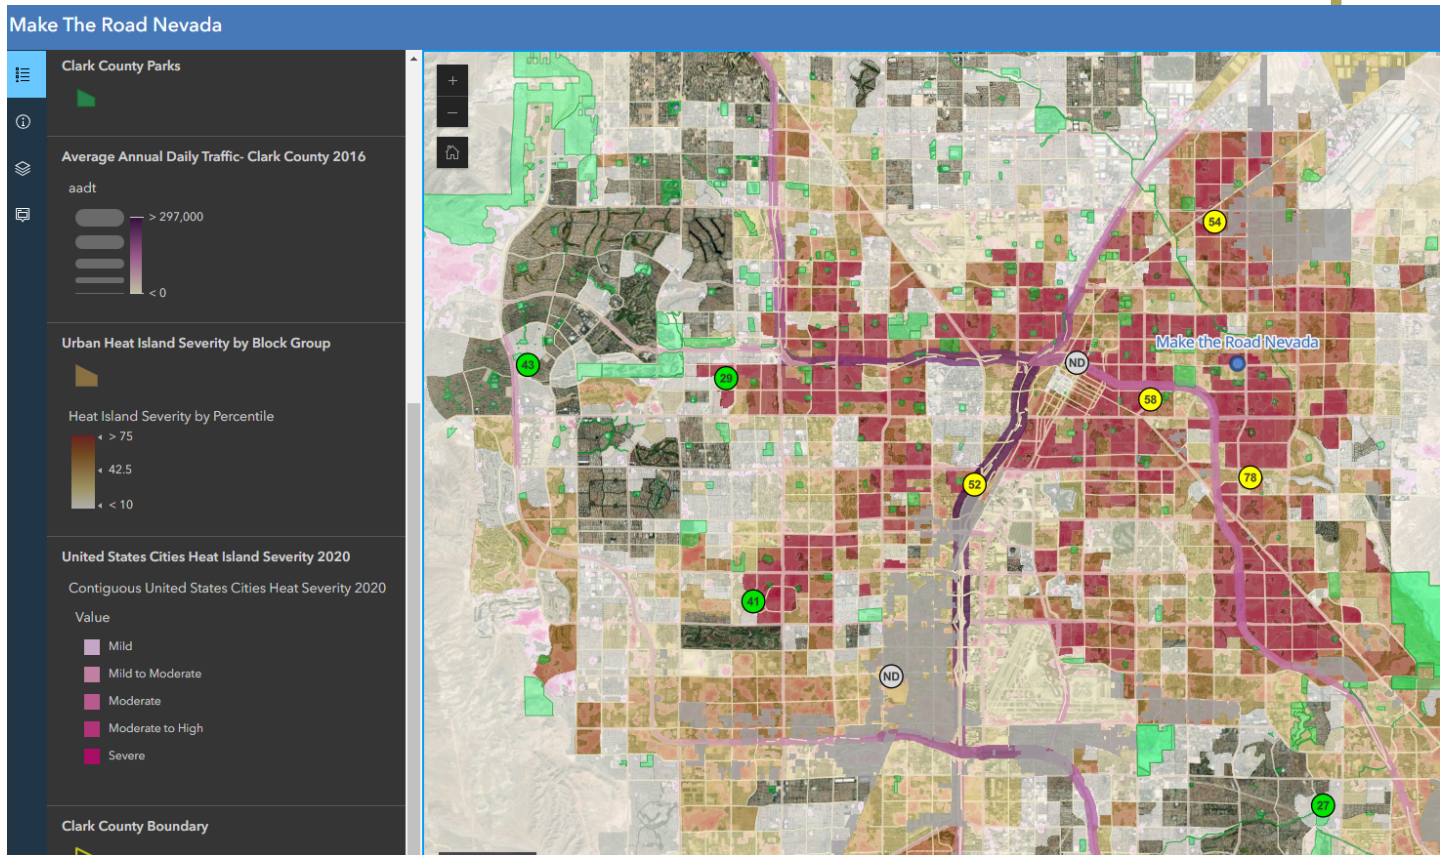 Make The Road Nevada
Clark County Parks
Average Annual Daily Traffic- Clark County 2016
aadt
> 297,000
< 0
Urban Heat Island Severity by Block Group
Heat Island Severity by Percentile
> 75
42.5
< 10
United States Cities Heat Island Severity 2020
Contiguous United States Cities Heat Severity 2020
Value
Mild
Mild to Moderate
Moderate
Moderate to High
Severe
Clark County Boundary
+
−
54
Make the Road Nevada
43
29
ND
58
52
78
41
ND
27